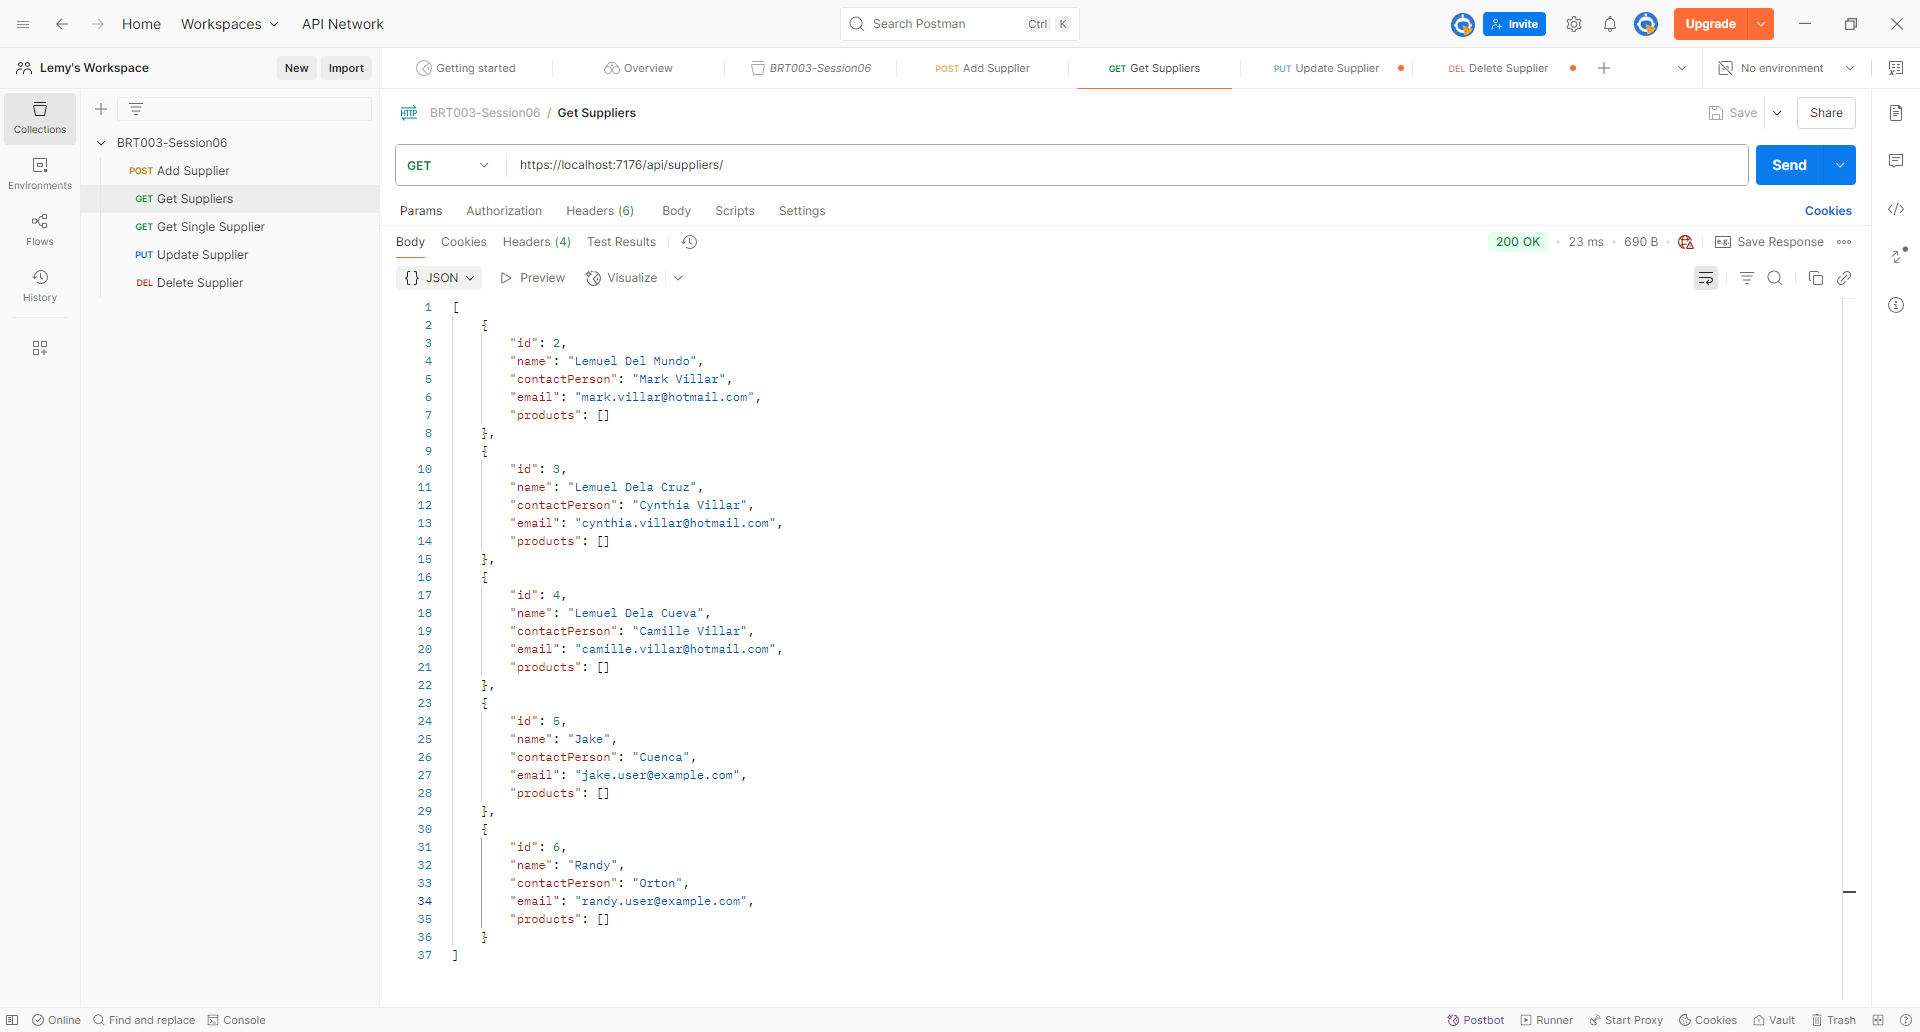 Home Workspaces API Network Search Postman Ctrl K Invite Upgrade
Lemy's Workspace New Import Getting started Overview BRT003-Session06 POST Add Supplier GET Get Suppliers PUT Update Supplier DEL Delete Supplier No environment
Collections
Environments
Flows
History
BRT003-Session06
POST Add Supplier
GET Get Suppliers
GET Get Single Supplier
PUT Update Supplier
DEL Delete Supplier
HTTP BRT003-Session06 / Get Suppliers Save Share
GET https://localhost:7176/api/suppliers/ Send
Params Authorization Headers (6) Body Scripts Settings Cookies
Body Cookies Headers (4) Test Results 200 OK • 23 ms • 690 B e.g. Save Response
{} JSON Preview Visualize
1 [
2 {
3 "id": 2,
4 "name": "Lemuel Del Mundo",
5 "contactPerson": "Mark Villar",
6 "email": "mark.villar@hotmail.com",
7 "products": []
8 },
9 {
10 "id": 3,
11 "name": "Lemuel Dela Cruz",
12 "contactPerson": "Cynthia Villar",
13 "email": "cynthia.villar@hotmail.com",
14 "products": []
15 },
16 {
17 "id": 4,
18 "name": "Lemuel Dela Cueva",
19 "contactPerson": "Camille Villar",
20 "email": "camille.villar@hotmail.com",
21 "products": []
22 },
23 {
24 "id": 5,
25 "name": "Jake",
26 "contactPerson": "Cuenca",
27 "email": "jake.user@example.com",
28 "products": []
29 },
30 {
31 "id": 6,
32 "name": "Randy",
33 "contactPerson": "Orton",
34 "email": "randy.user@example.com",
35 "products": []
36 }
37 ]
Online Find and replace Console Postbot Runner Start Proxy Cookies Vault Trash